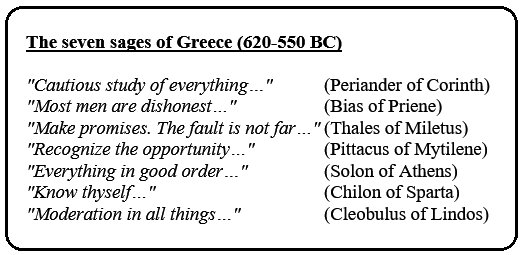 The seven sages of Greece (620-550 BC)
"Cautious study of everything…" (Periander of Corinth)
"Most men are dishonest…" (Bias of Priene)
"Make promises. The fault is not far…" (Thales of Miletus)
"Recognize the opportunity…" (Pittacus of Mytilene)
"Everything in good order…" (Solon of Athens)
"Know thyself…" (Chilon of Sparta)
"Moderation in all things…" (Cleobulus of Lindos)